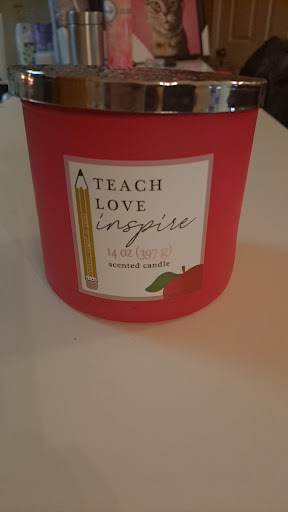 TEACH
LOVE
inspire
14 oz (397 g)
scented candle